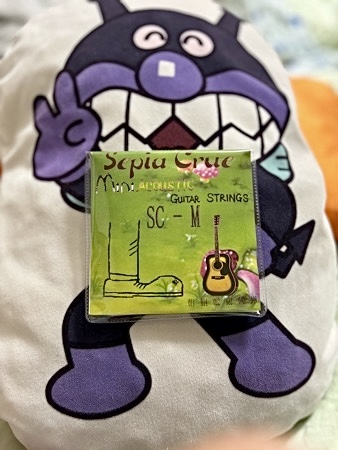 Sepia Crue
Mini ACOUSTIC
GUITAR STRINGS
SC - M